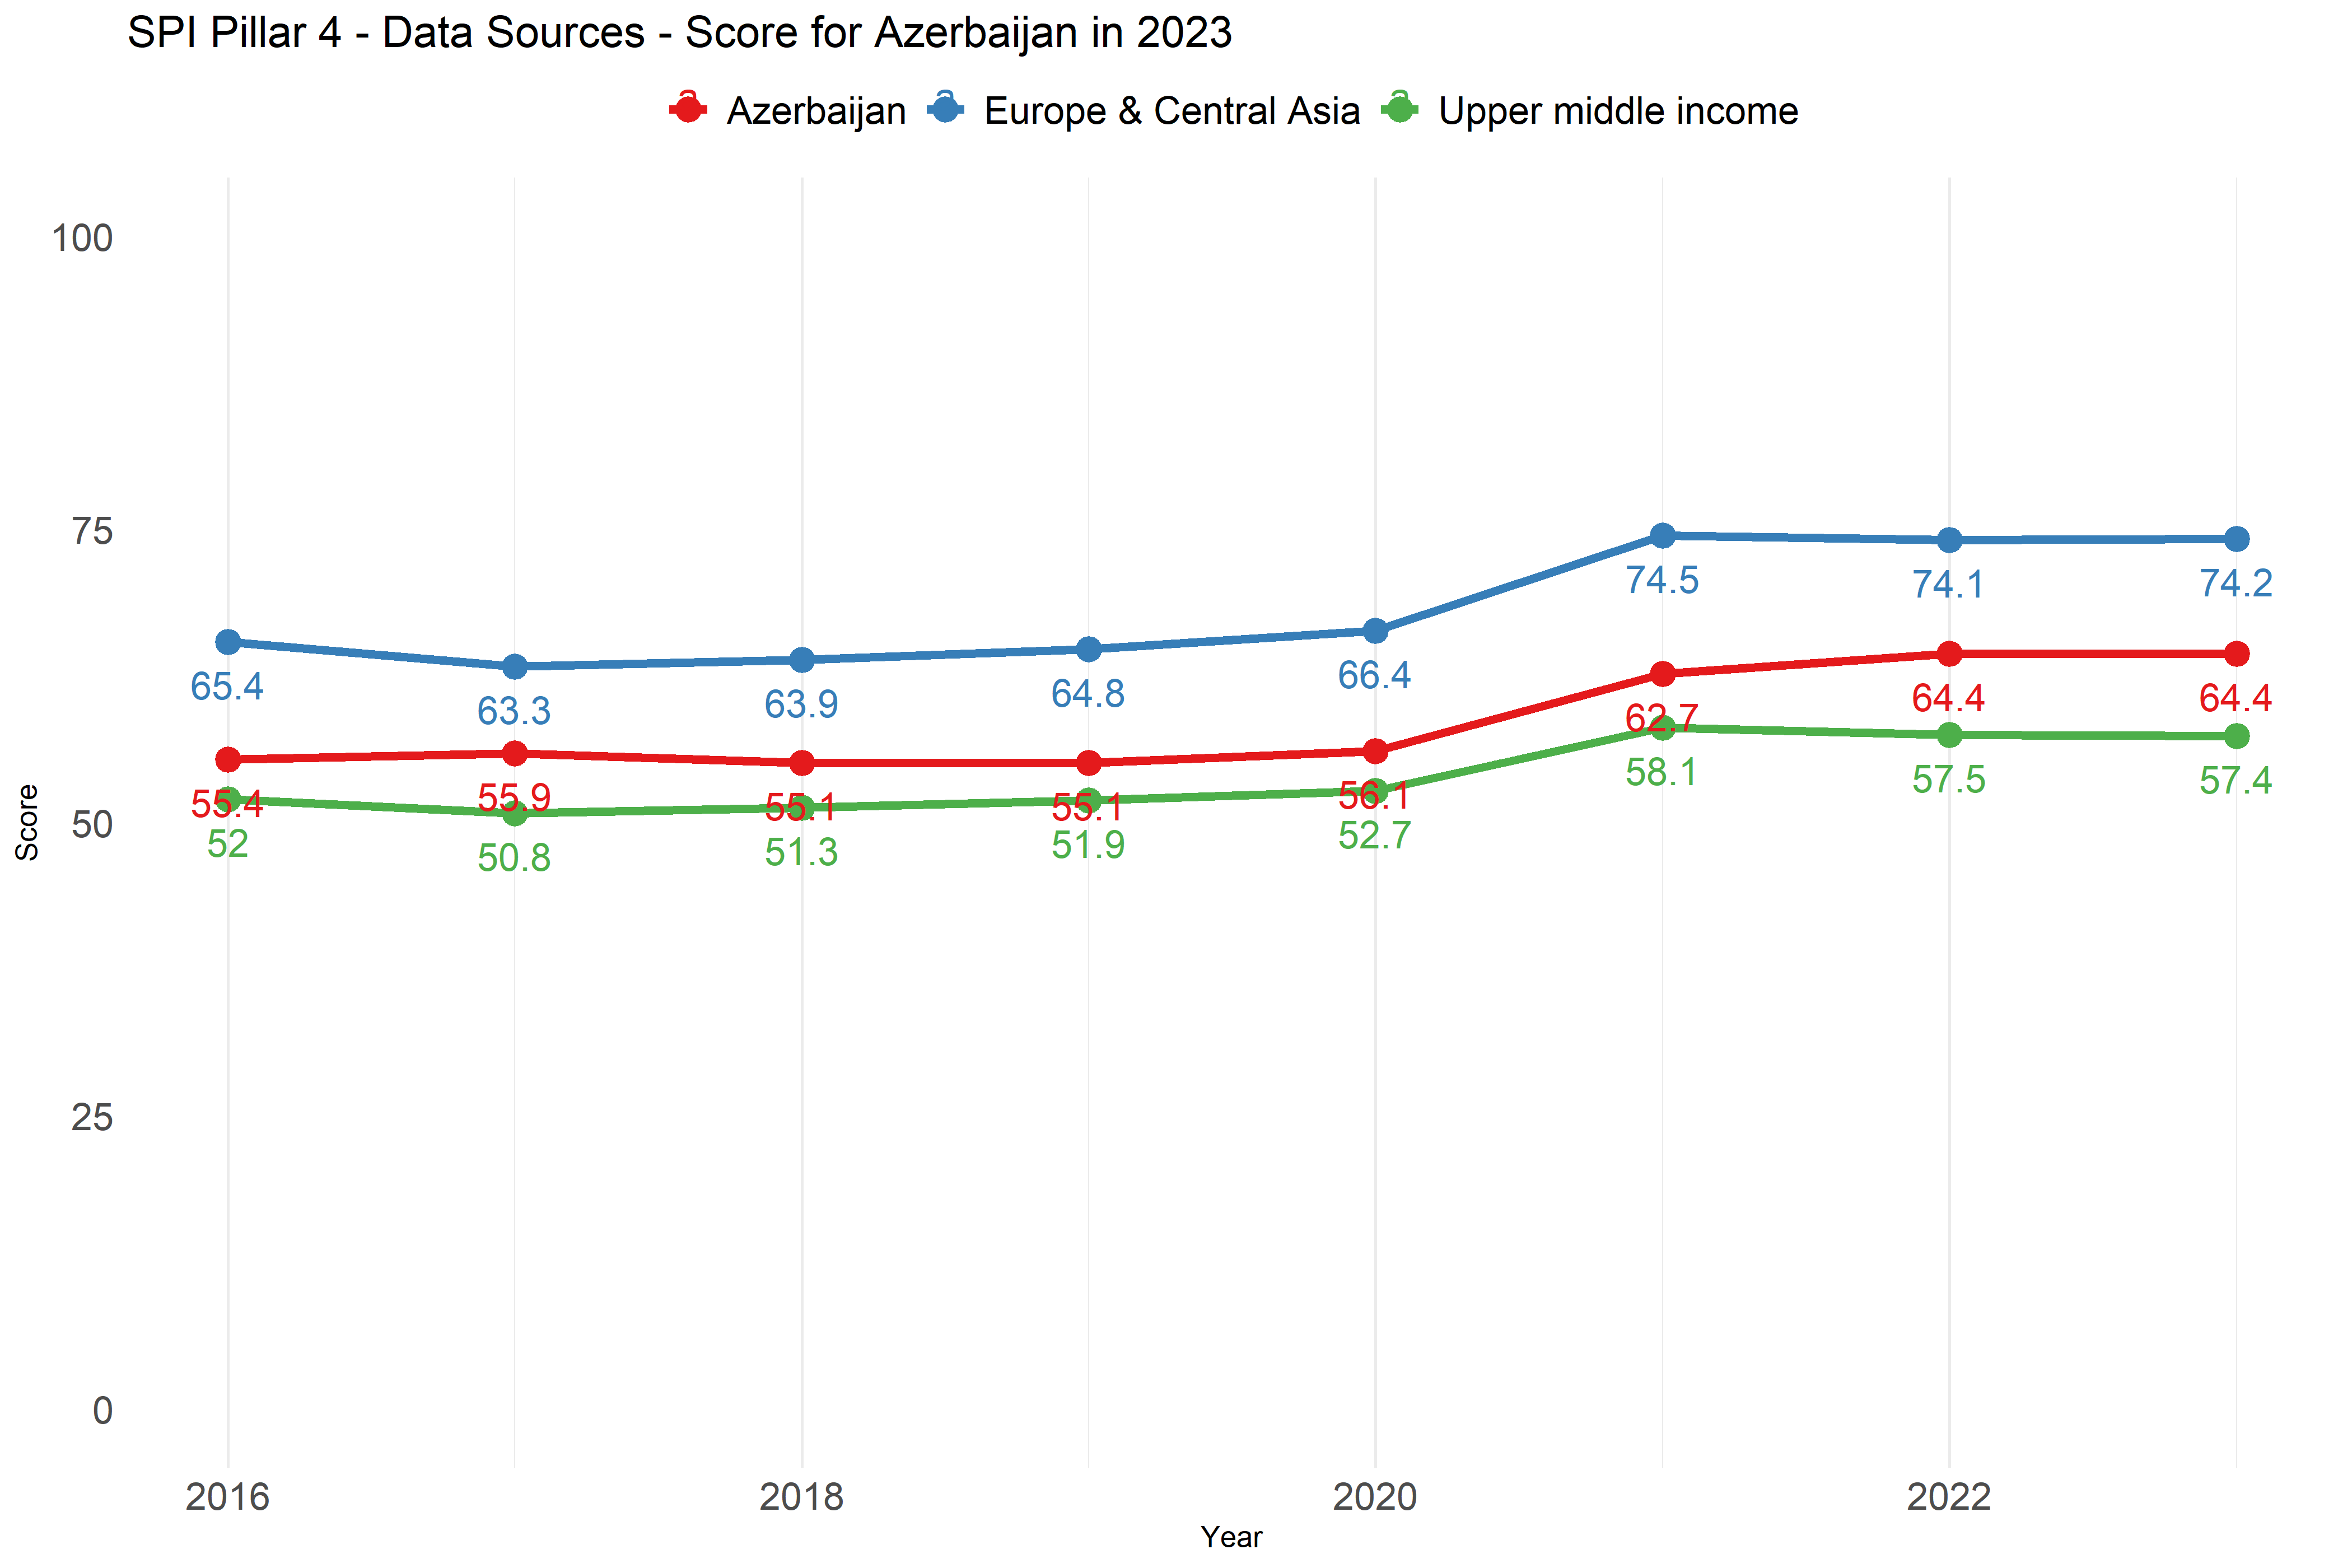 SPI Pillar 4 - Data Sources - Score for Azerbaijan in 2023
a Azerbaijan a Europe & Central Asia a Upper middle income
100
75
50
25
0
Score
74.5 74.1 74.2
65.4 63.3 63.9 64.8 66.4
62.7 64.4 64.4
55.4 55.9 55.1 55.1 56.1
58.1 57.5 57.4
52 50.8 51.3 51.9 52.7
2016 2018 2020 2022
Year